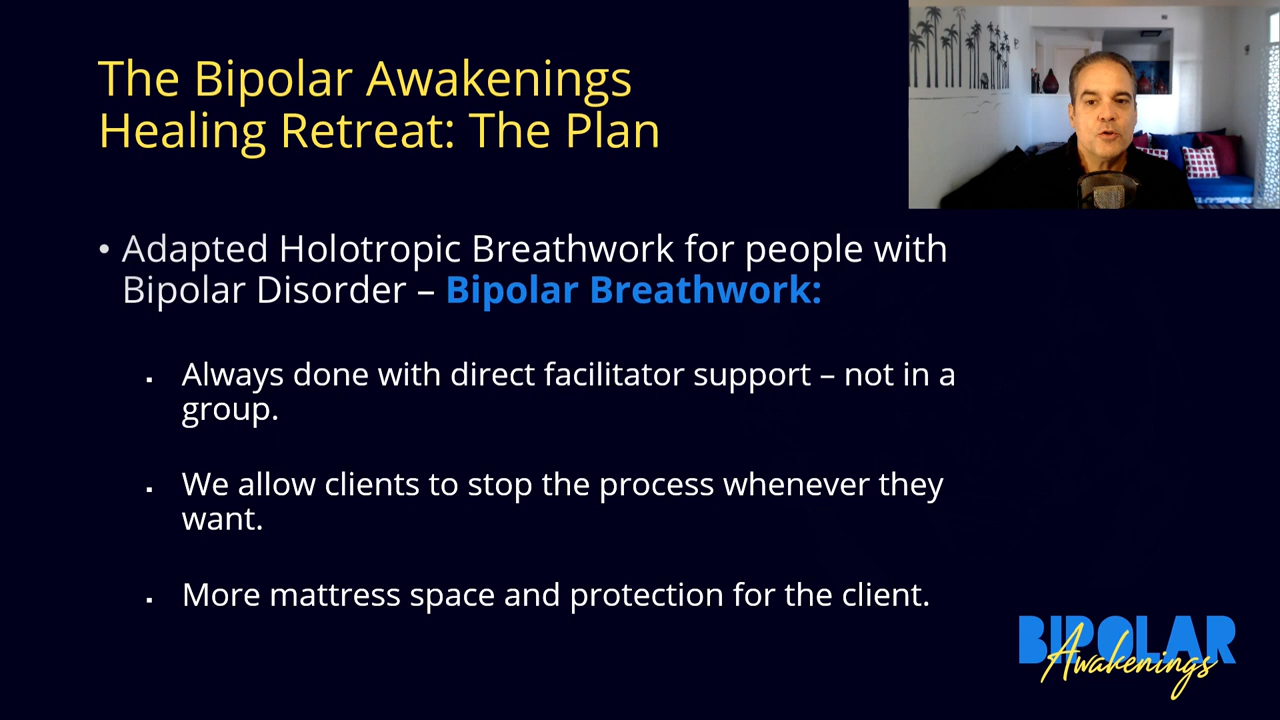 The Bipolar Awakenings
Healing Retreat: The Plan
• Adapted Holotropic Breathwork for people with
Bipolar Disorder – Bipolar Breathwork:
▪ Always done with direct facilitator support – not in a
group.
▪ We allow clients to stop the process whenever they
want.
▪ More mattress space and protection for the client.
BIPOLAR
Awakenings